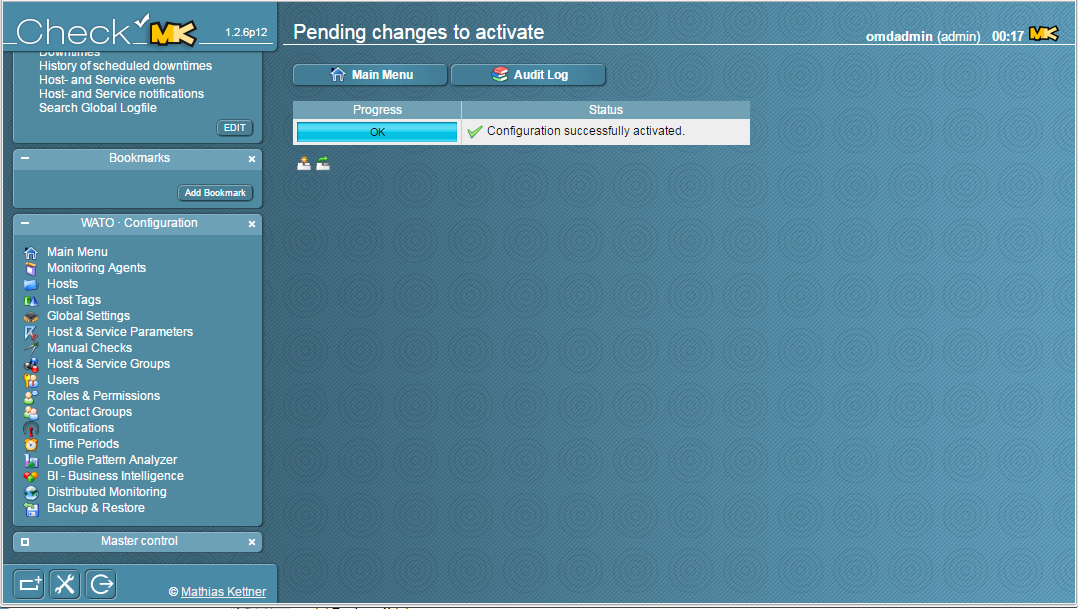 Check MK 1.2.6p12
Pending changes to activate
omdadmin (admin) 00:17 MK
Downtimes
History of scheduled downtimes
Host- and Service events
Host- and Service notifications
Search Global Logfile
EDIT
Bookmarks
Add Bookmark
WATO · Configuration
Main Menu
Monitoring Agents
Hosts
Host Tags
Global Settings
Host & Service Parameters
Manual Checks
Host & Service Groups
Users
Roles & Permissions
Contact Groups
Notifications
Time Periods
Logfile Pattern Analyzer
BI - Business Intelligence
Distributed Monitoring
Backup & Restore
Master control
© Mathias Kettner
Main Menu Audit Log
Progress Status
OK Configuration successfully activated.